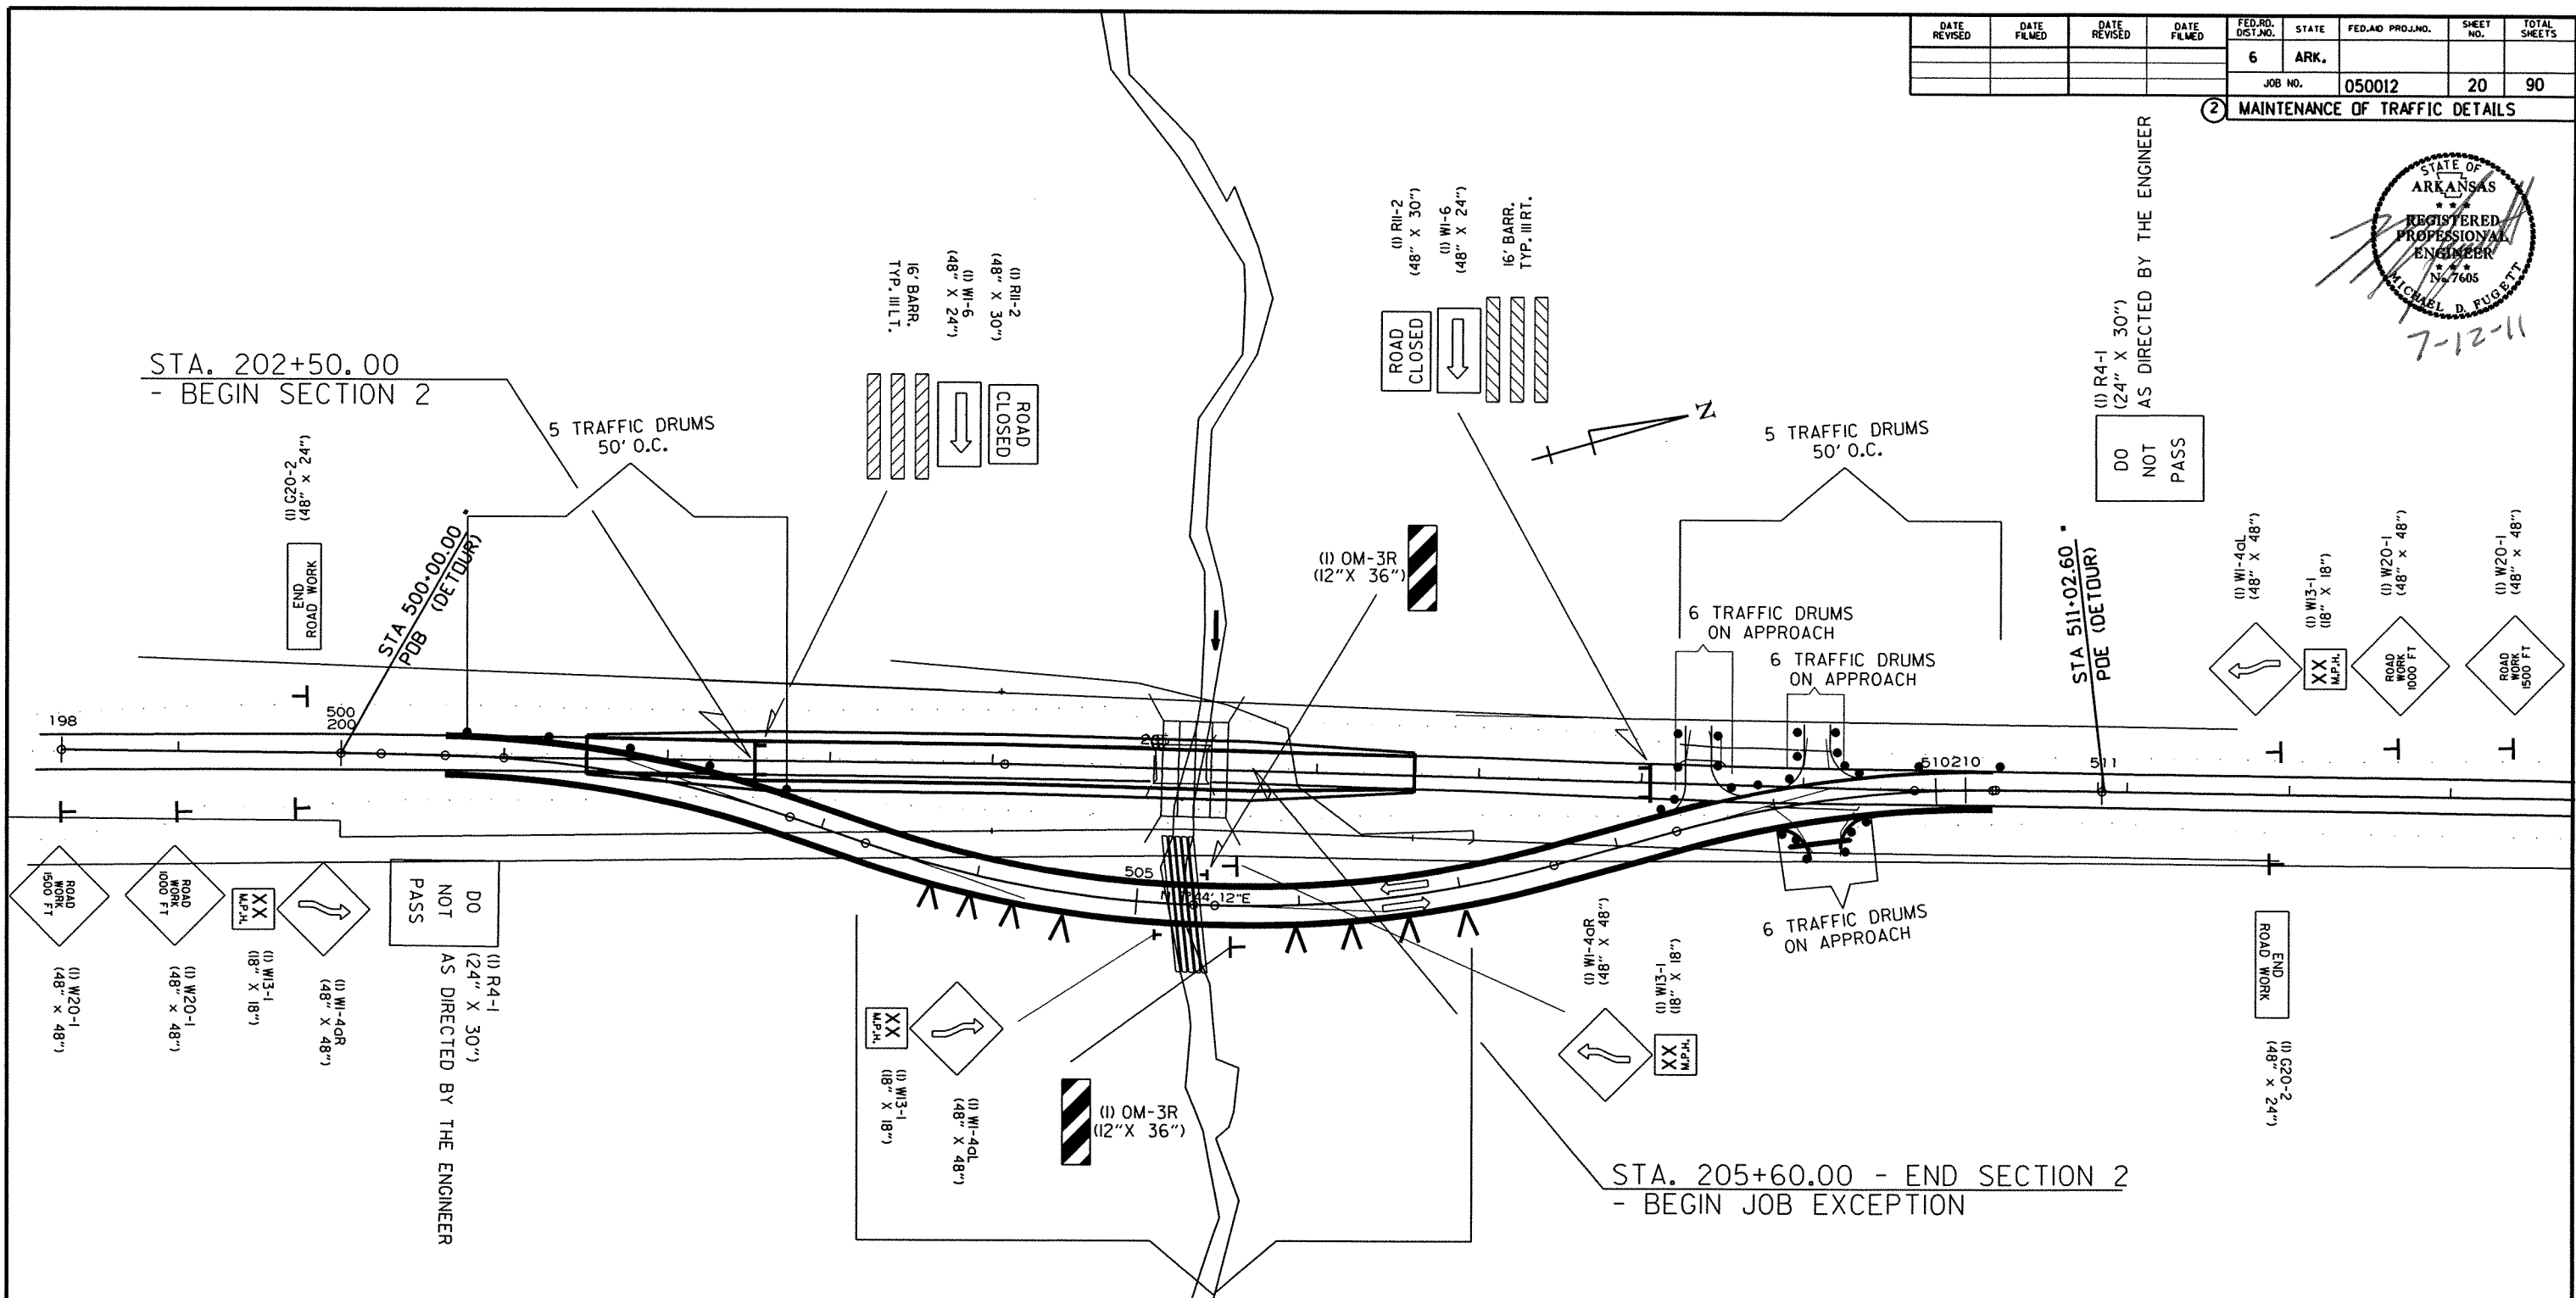 DATE REVISED
DATE FILMED
DATE REVISED
DATE FILMED
FED.RD. DIST.NO.
STATE
FED.AID PROJ.NO.
SHEET NO.
TOTAL SHEETS
6
ARK.
JOB NO.
050012
20
90
2
MAINTENANCE OF TRAFFIC DETAILS
STATE OF
ARKANSAS
REGISTERED
PROFESSIONAL
ENGINEER
No. 7605
MICHAEL D. FUGETT
7-12-11
STA. 202+50.00
- BEGIN SECTION 2
5 TRAFFIC DRUMS
50' O.C.
(1) G20-2
(48" x 24")
END
ROAD WORK
STA 500+00.00
POB (DETOUR)
16' BARR.
TYP. III LT.
(1) W1-6
(48" X 24")
(1) R11-2
(48" X 30")
ROAD
CLOSED
(1) R11-2
(48" X 30")
(1) W1-6
(48" X 24")
16' BARR.
TYP. III RT.
ROAD
CLOSED
N
5 TRAFFIC DRUMS
50' O.C.
(1) OM-3R
(12"X 36")
6 TRAFFIC DRUMS
ON APPROACH
6 TRAFFIC DRUMS
ON APPROACH
(1) R4-1
(24" X 30")
AS DIRECTED BY THE ENGINEER
DO
NOT
PASS
STA 511+02.60
POE (DETOUR)
(1) W1-4aL
(48" X 48")
(1) W13-1
(18" X 18")
XX
M.P.H.
(1) W20-1
(48" x 48")
ROAD
WORK
1000 FT
(1) W20-1
(48" x 48")
ROAD
WORK
1500 FT
198
500
200
205
510
210
511
505
12"E
ROAD
WORK
1500 FT
(1) W20-1
(48" x 48")
ROAD
WORK
1000 FT
(1) W20-1
(48" x 48")
XX
M.P.H.
(1) W13-1
(18" X 18")
(1) W1-4aR
(48" X 48")
DO
NOT
PASS
(1) R4-1
(24" X 30")
AS DIRECTED BY THE ENGINEER
XX
M.P.H.
(1) W13-1
(18" X 18")
(1) W1-4aL
(48" X 48")
(1) OM-3R
(12"X 36")
(1) W1-4aR
(48" X 48")
(1) W13-1
(18" X 18")
XX
M.P.H.
6 TRAFFIC DRUMS
ON APPROACH
END
ROAD WORK
(1) G20-2
(48" x 24")
STA. 205+60.00 - END SECTION 2
- BEGIN JOB EXCEPTION